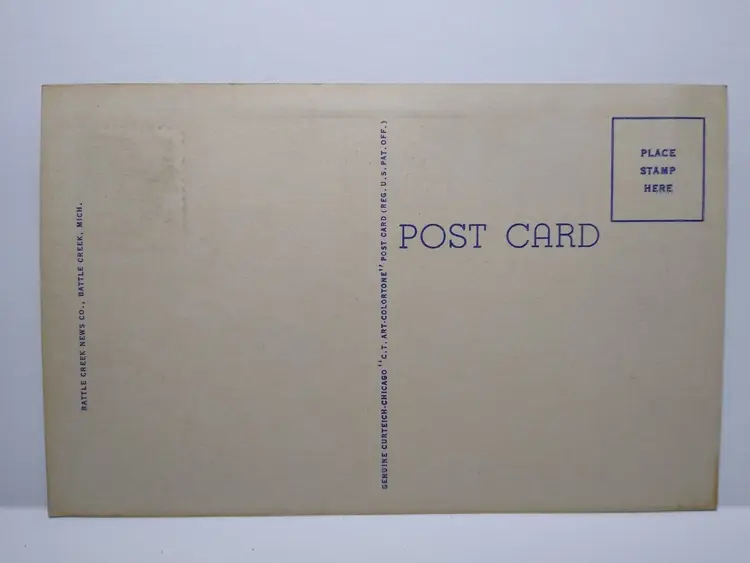 BATTLE CREEK NEWS CO., BATTLE CREEK, MICH.
GENUINE CURTEICH-CHICAGO "C.T. ART-COLORTONE" POST CARD (REG. U.S. PAT. OFF.)
POST CARD
PLACE
STAMP
HERE